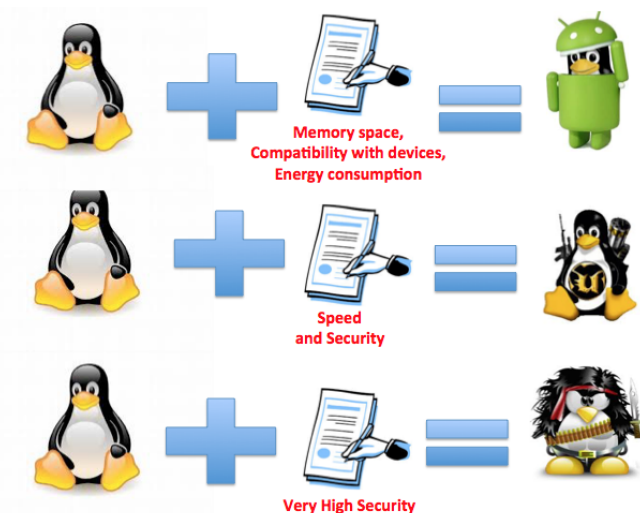 Memory space,
Compatibility with devices,
Energy consumption
Speed
and Security
Very High Security